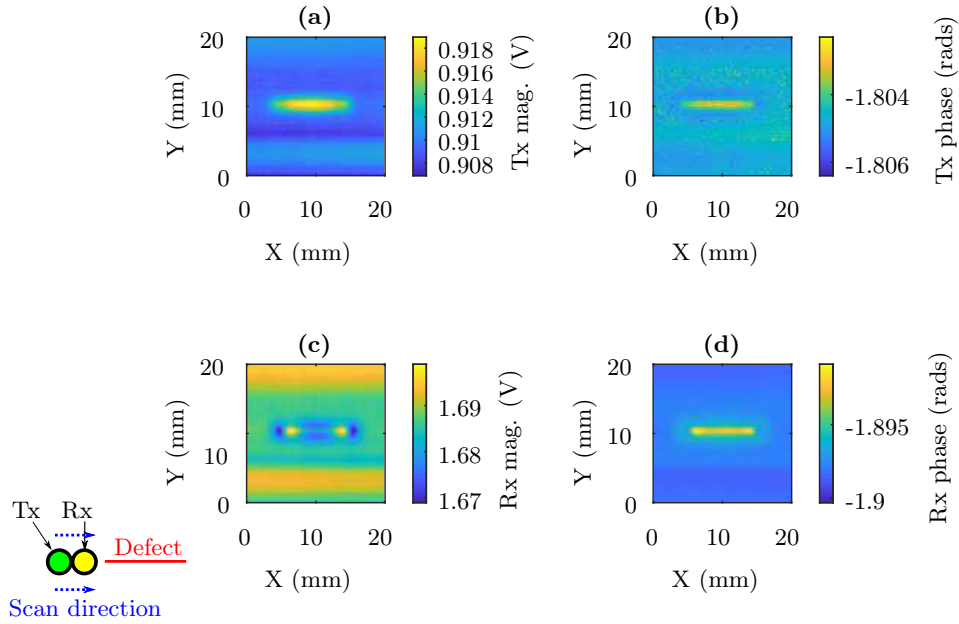 (a)
20
10
0
Y (mm)
0 10 20
X (mm)
0.918
0.916
0.914
0.912
0.91
0.908
Tx mag. (V)
(b)
20
10
0
Y (mm)
0 10 20
X (mm)
-1.804
-1.806
Tx phase (rads)
(c)
20
10
0
Y (mm)
0 10 20
X (mm)
1.69
1.68
1.67
Rx mag. (V)
(d)
20
10
0
Y (mm)
0 10 20
X (mm)
-1.895
-1.9
Rx phase (rads)
Tx Rx
Defect
Scan direction